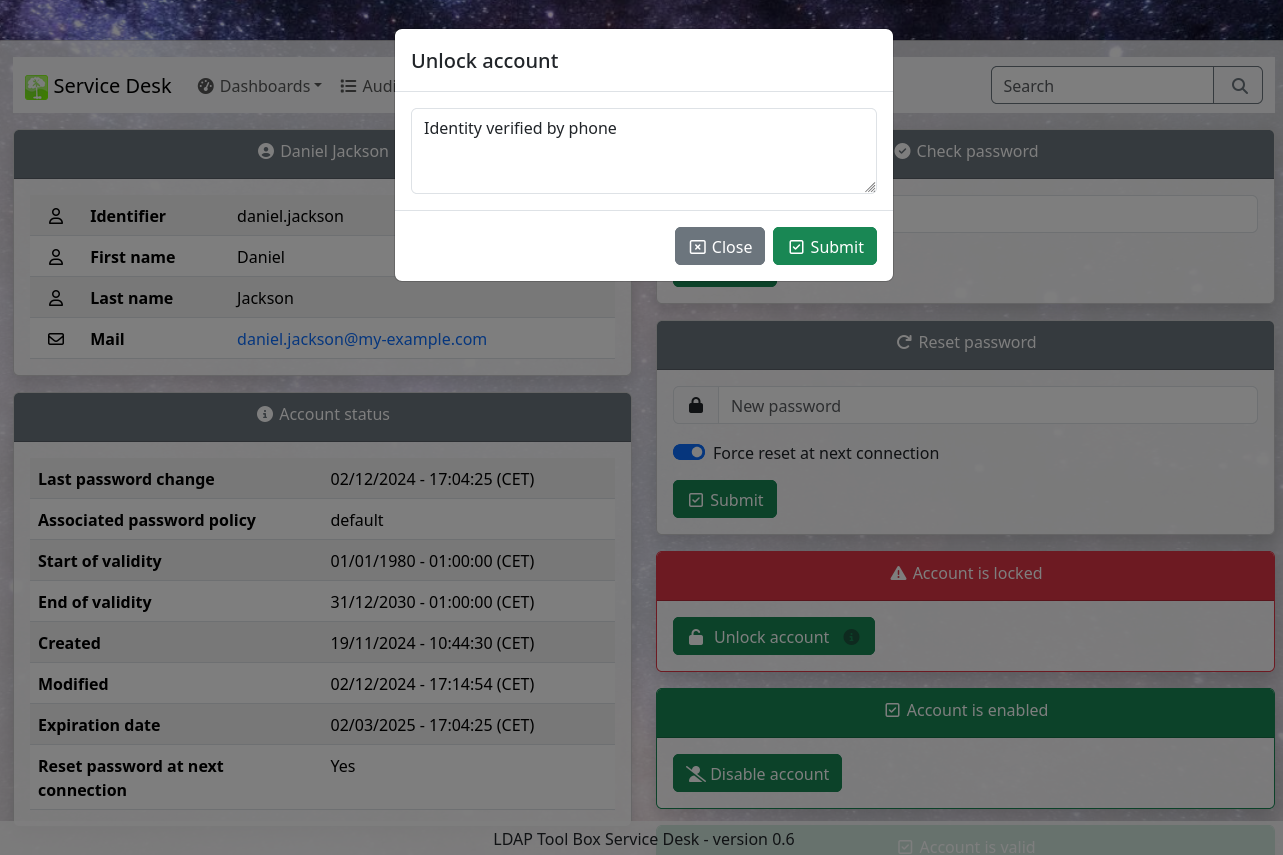 Unlock account
Identity verified by phone
Close
Submit
Service Desk
Dashboards
Audi
Search
Daniel Jackson
Identifier daniel.jackson
First name Daniel
Last name Jackson
Mail daniel.jackson@my-example.com
Account status
Last password change 02/12/2024 - 17:04:25 (CET)
Associated password policy default
Start of validity 01/01/1980 - 01:00:00 (CET)
End of validity 31/12/2030 - 01:00:00 (CET)
Created 19/11/2024 - 10:44:30 (CET)
Modified 02/12/2024 - 17:14:54 (CET)
Expiration date 02/03/2025 - 17:04:25 (CET)
Reset password at next Yes
connection
Check password
Reset password
New password
Force reset at next connection
Submit
Account is locked
Unlock account
Account is enabled
Disable account
Account is valid
LDAP Tool Box Service Desk - version 0.6